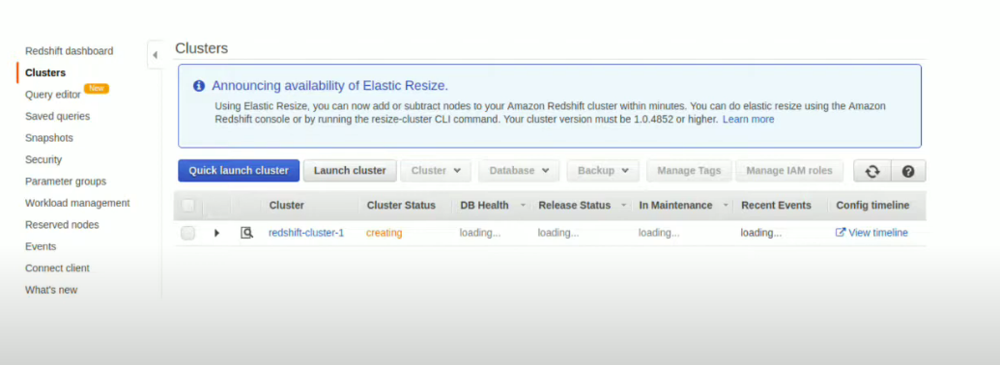 Redshift dashboard
Clusters
Query editor New
Saved queries
Snapshots
Security
Parameter groups
Workload management
Reserved nodes
Events
Connect client
What's new
Clusters
Announcing availability of Elastic Resize.
Using Elastic Resize, you can now add or subtract nodes to your Amazon Redshift cluster within minutes. You can do elastic resize using the Amazon
Redshift console or by running the resize-cluster CLI command. Your cluster version must be 1.0.4852 or higher. Learn more
Quick launch cluster Launch cluster Cluster Database Backup Manage Tags Manage IAM roles
Cluster Cluster Status DB Health Release Status In Maintenance Recent Events Config timeline
redshift-cluster-1 creating loading... loading... loading... loading... View timeline